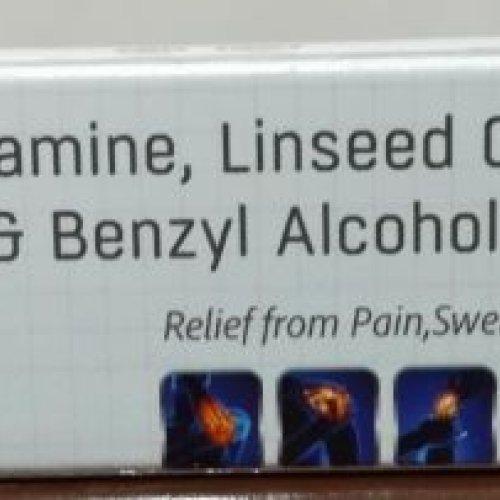 amine, Linseed O
& Benzyl Alcohol
Relief from Pain,Swe